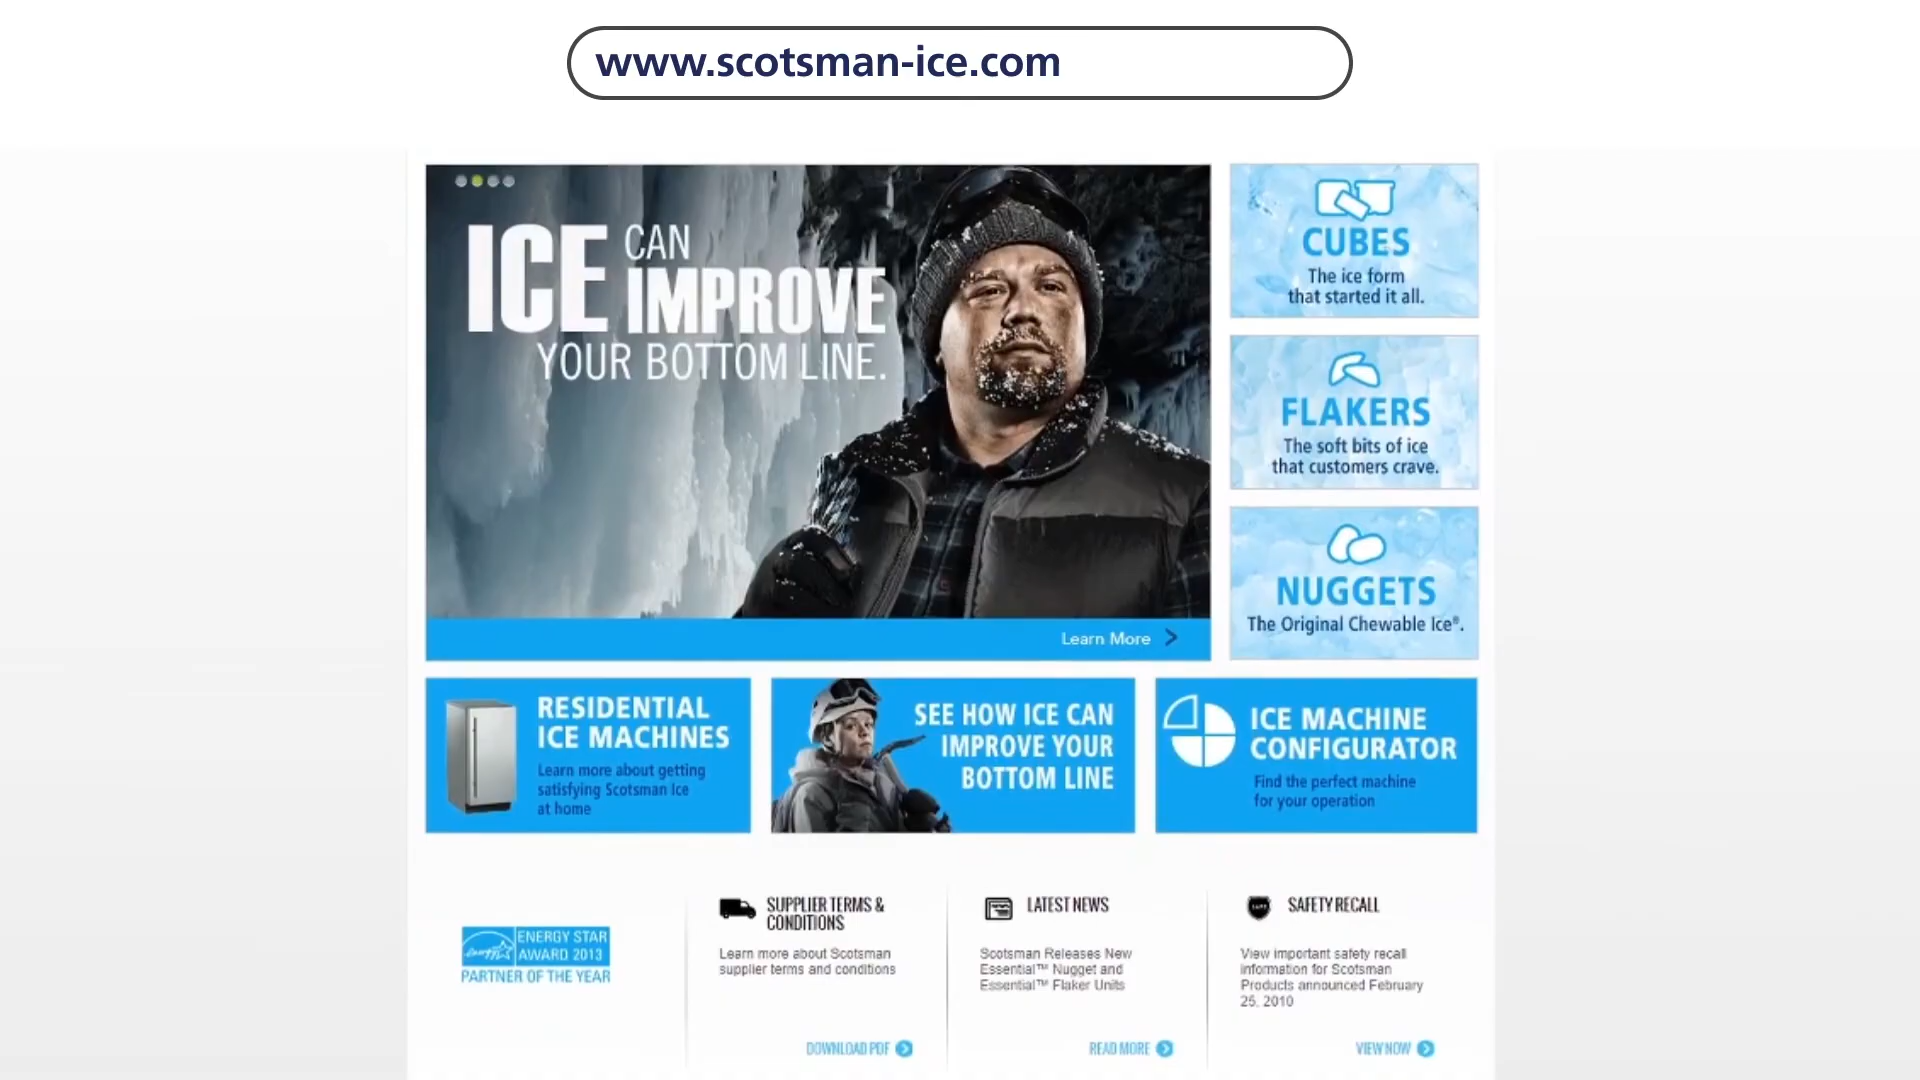 www.scotsman-ice.com
ICE CAN
IMPROVE
YOUR BOTTOM LINE.
Learn More
CUBES
The ice form
that started it all.
FLAKERS
The soft bits of ice
that customers crave.
NUGGETS
The Original Chewable Ice®.
RESIDENTIAL
ICE MACHINES
Learn more about getting
satisfying Scotsman Ice
at home
SEE HOW ICE CAN
IMPROVE YOUR
BOTTOM LINE
ICE MACHINE
CONFIGURATOR
Find the perfect machine
for your operation
ENERGY STAR
AWARD 2013
PARTNER OF THE YEAR
SUPPLIER TERMS &
CONDITIONS
Learn more about Scotsman
supplier terms and conditions
DOWNLOAD PDF
LATEST NEWS
Scotsman Releases New
Essential™ Nugget and
Essential™ Flaker Units
READ MORE
SAFETY RECALL
View important safety recall
information for Scotsman
Products announced February
25, 2010
VIEW NOW